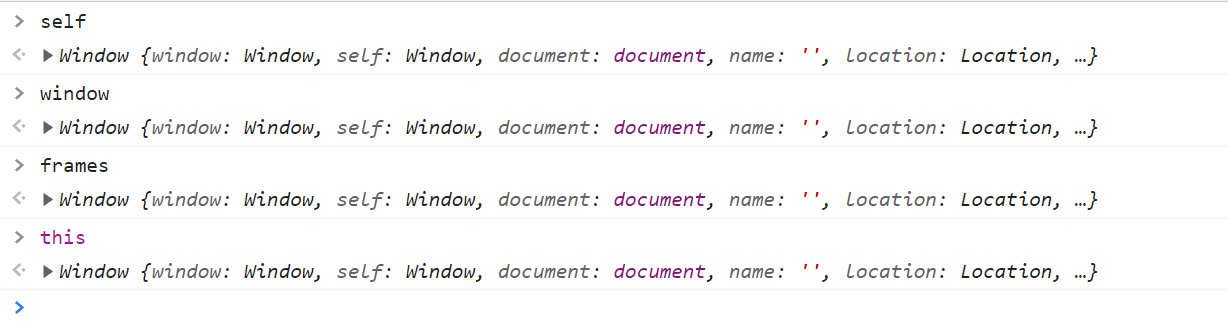 self
Window {window: Window, self: Window, document: document, name: '', location: Location, …}
window
Window {window: Window, self: Window, document: document, name: '', location: Location, …}
frames
Window {window: Window, self: Window, document: document, name: '', location: Location, …}
this
Window {window: Window, self: Window, document: document, name: '', location: Location, …}